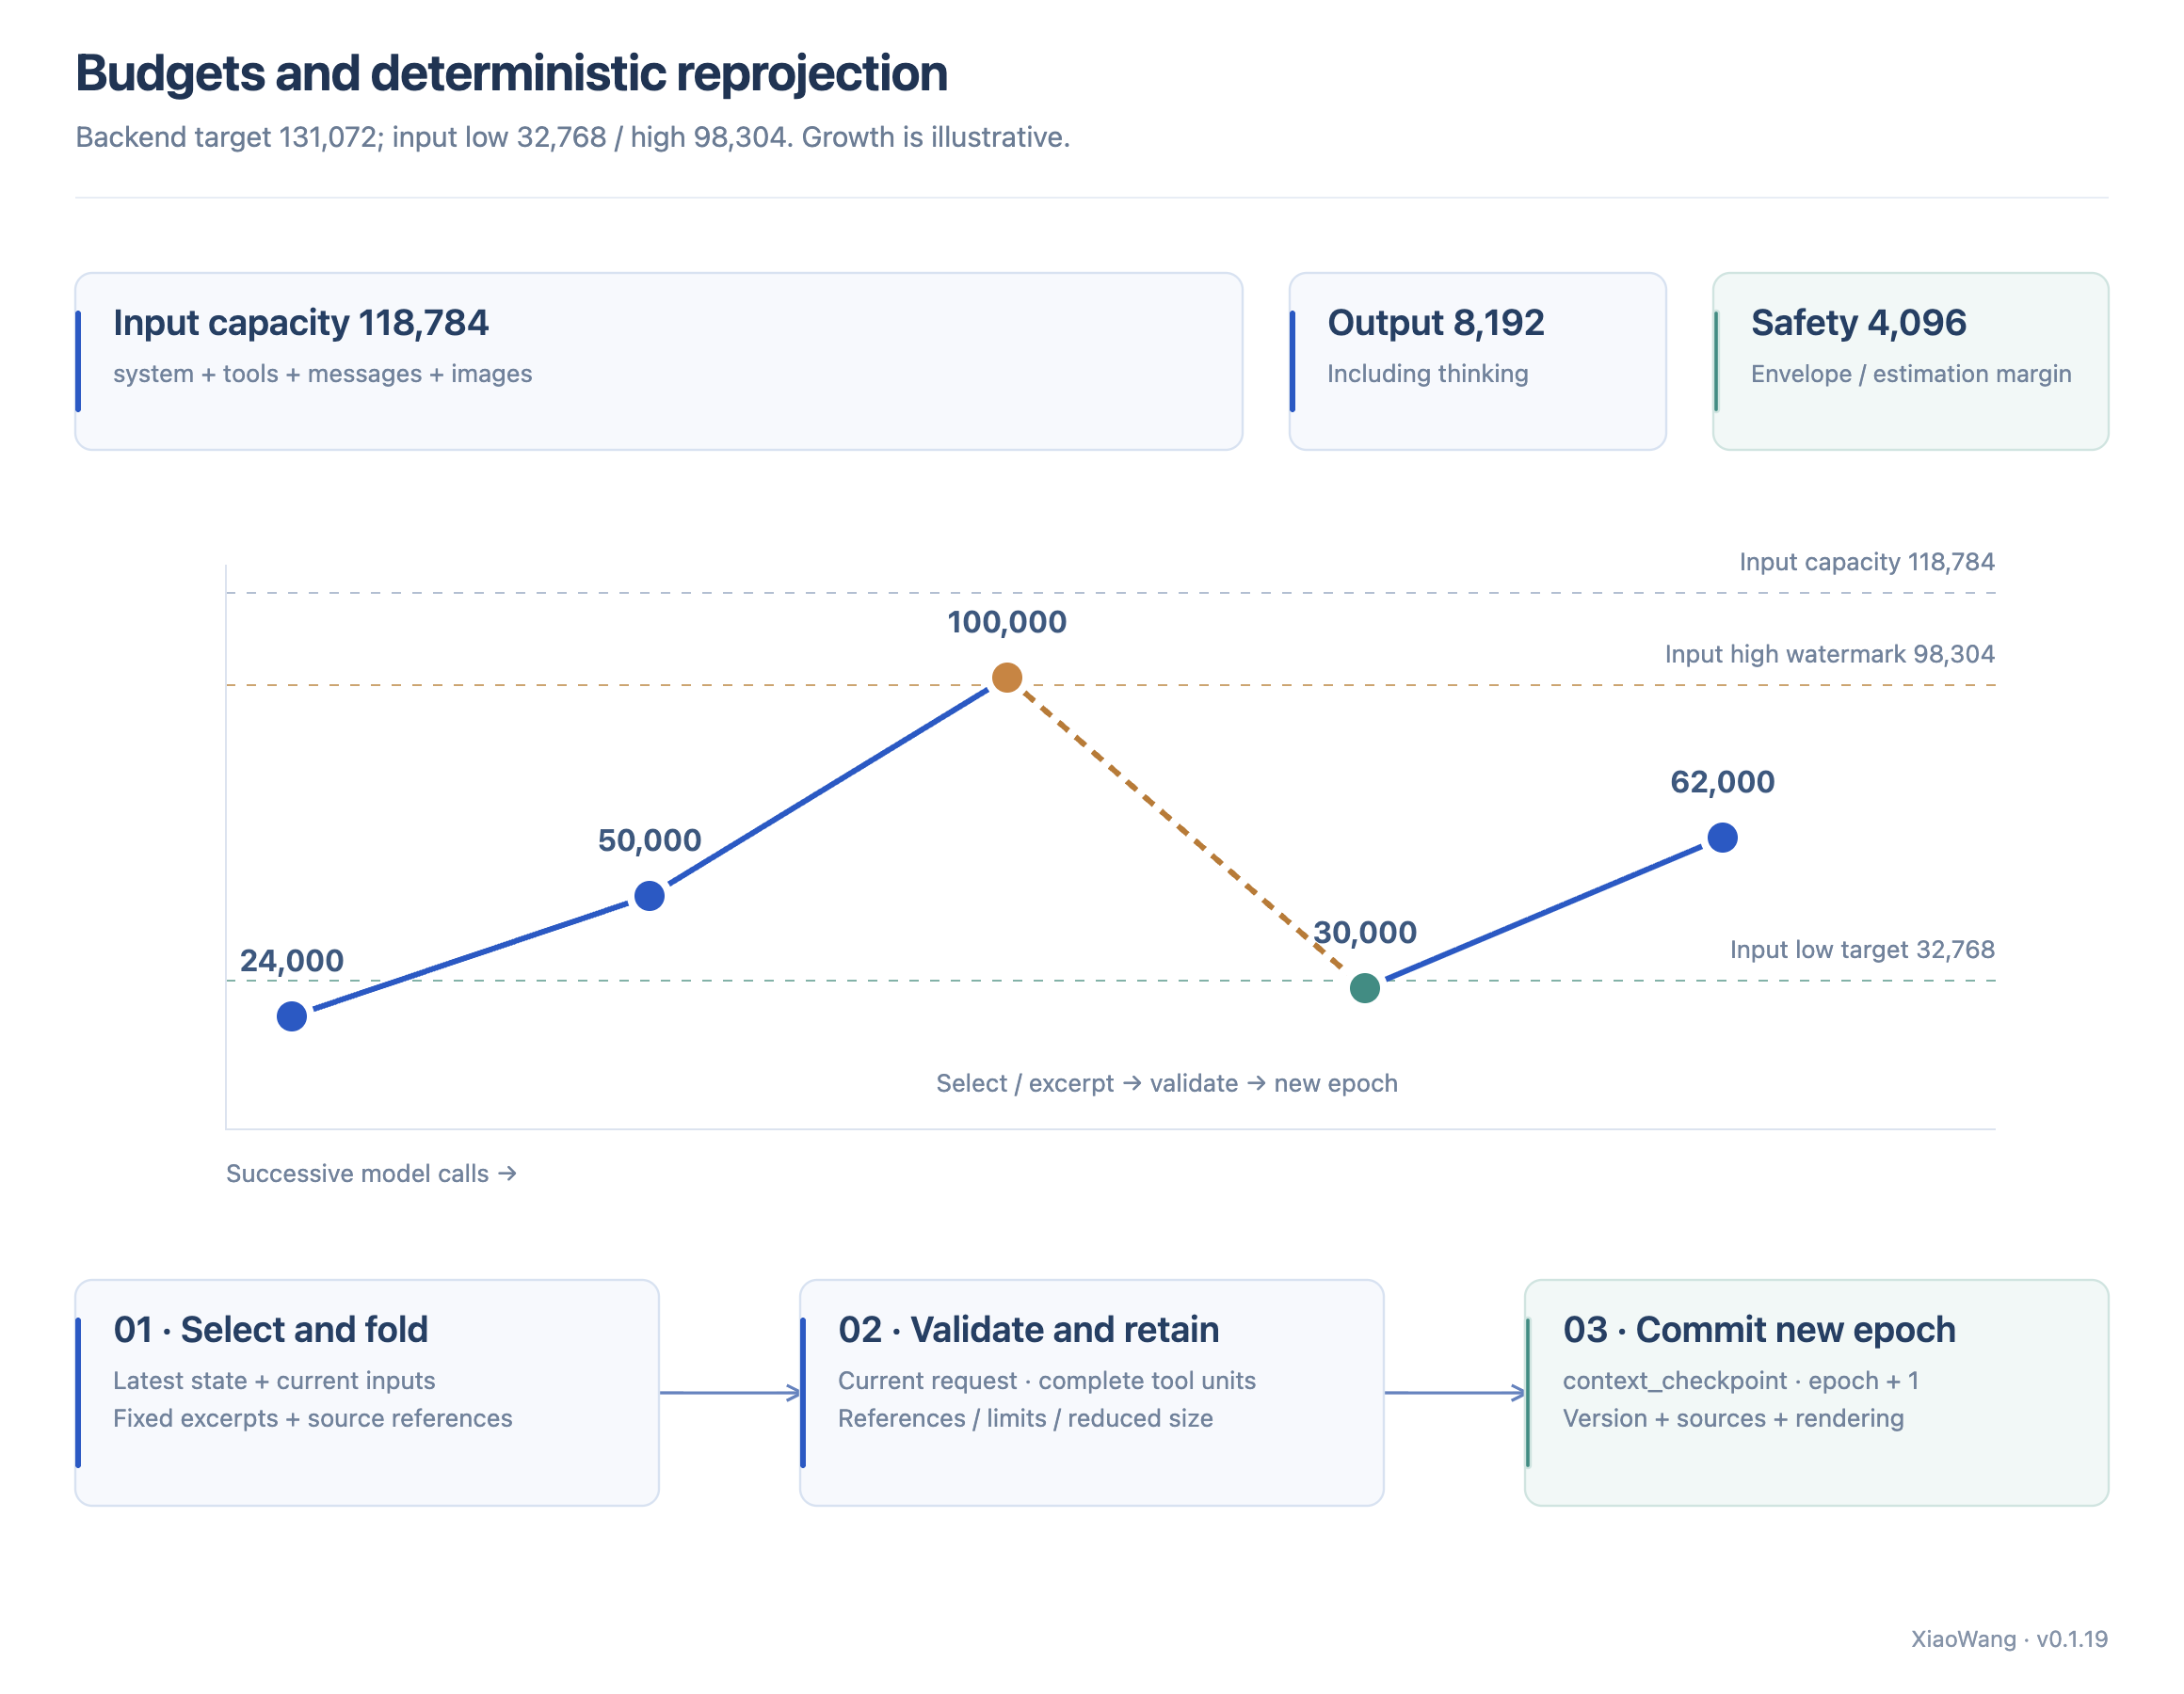 Budgets and deterministic reprojection
Backend target 131,072; input low 32,768 / high 98,304. Growth is illustrative.
Input capacity 118,784
system + tools + messages + images
Output 8,192
Including thinking
Safety 4,096
Envelope / estimation margin
Input capacity 118,784
100,000
Input high watermark 98,304
62,000
50,000
30,000
Input low target 32,768
24,000
Select / excerpt → validate → new epoch
Successive model calls →
01 · Select and fold
Latest state + current inputs
Fixed excerpts + source references
02 · Validate and retain
Current request · complete tool units
References / limits / reduced size
03 · Commit new epoch
context_checkpoint · epoch + 1
Version + sources + rendering
XiaoWang · v0.1.19